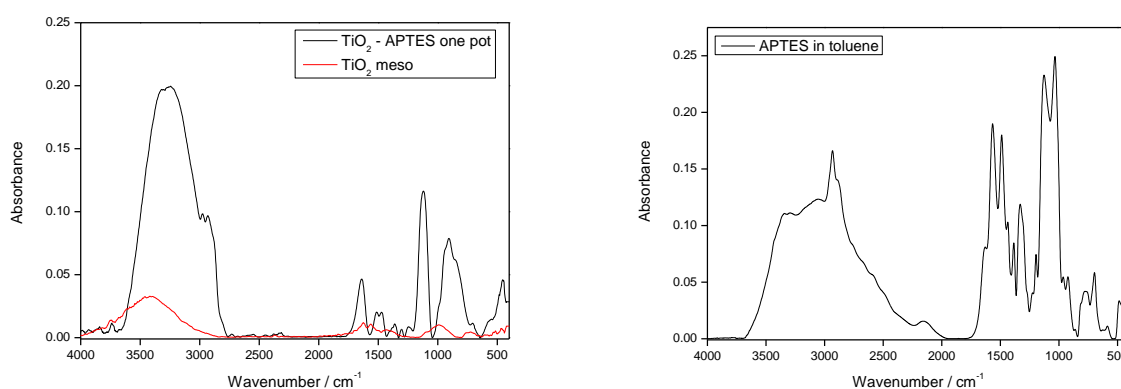 0.25
0.20
0.15
0.10
0.05
0.00
Absorbance
TiO2 - APTES one pot
TiO2 meso
4000 3500 3000 2500 2000 1500 1000 500
Wavenumber / cm-1
0.25
0.20
0.15
0.10
0.05
0.00
Absorbance
APTES in toluene
4000 3500 3000 2500 2000 1500 1000
Wavenumber / cm-1